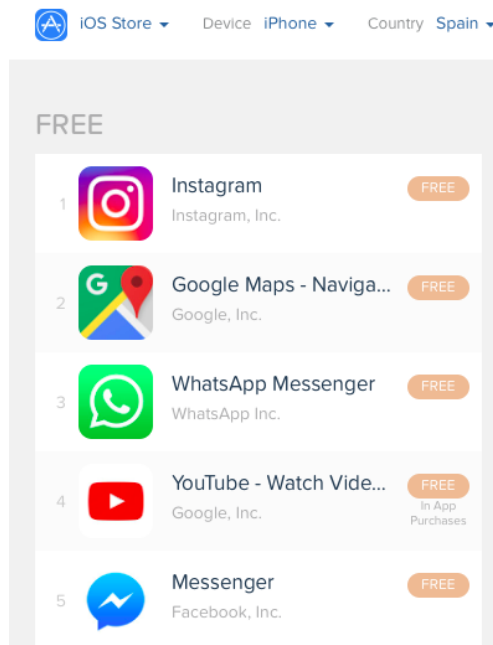 iOS Store Device iPhone Country Spain
FREE
1 Instagram FREE
Instagram, Inc.
2 G Google Maps - Naviga... FREE
Google, Inc.
3 WhatsApp Messenger FREE
WhatsApp Inc.
4 YouTube - Watch Vide... FREE
Google, Inc. In App
Purchases
5 Messenger FREE
Facebook, Inc.